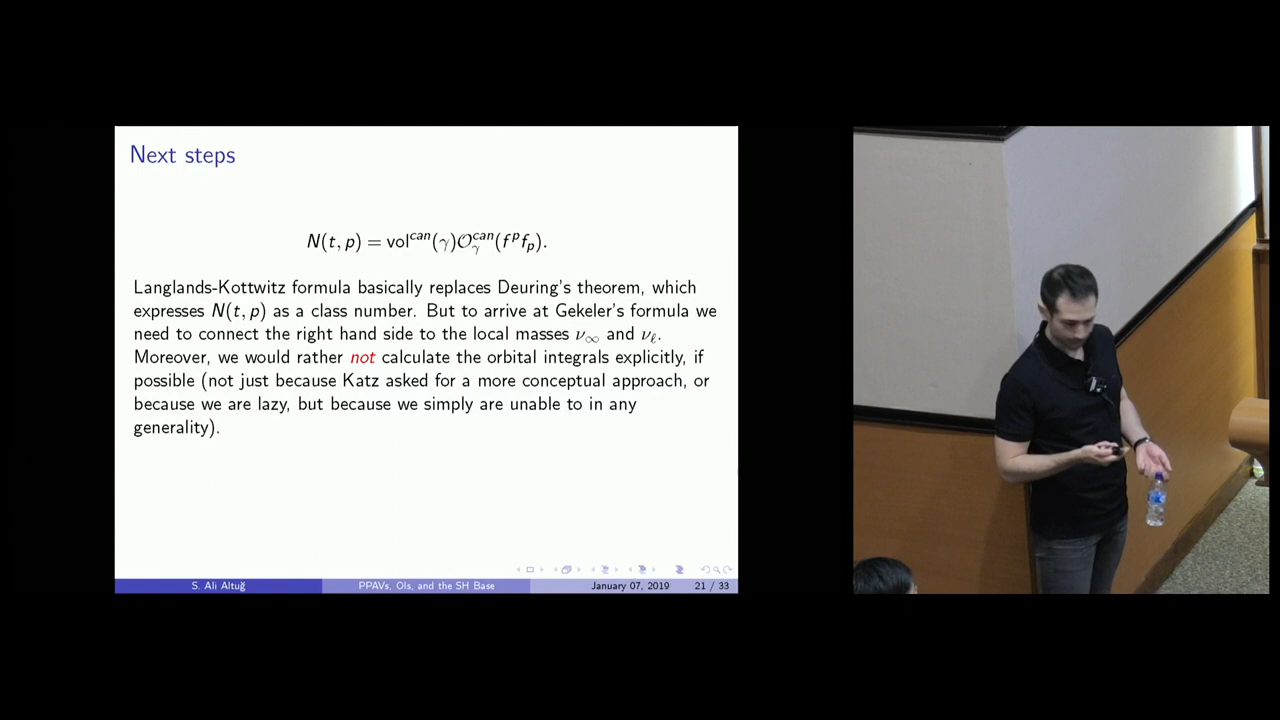 Next steps
N(t, p) = vol^{can}(γ)O_γ^{can}(f^p f_p).
Langlands-Kottwitz formula basically replaces Deuring's theorem, which
expresses N(t, p) as a class number. But to arrive at Gekeler's formula we
need to connect the right hand side to the local masses ν_∞ and ν_ℓ.
Moreover, we would rather not calculate the orbital integrals explicitly, if
possible (not just because Katz asked for a more conceptual approach, or
because we are lazy, but because we simply are unable to in any
generality).
S. Ali Altuğ PPAVs, OIs, and the SH Base January 07, 2019 21 / 33